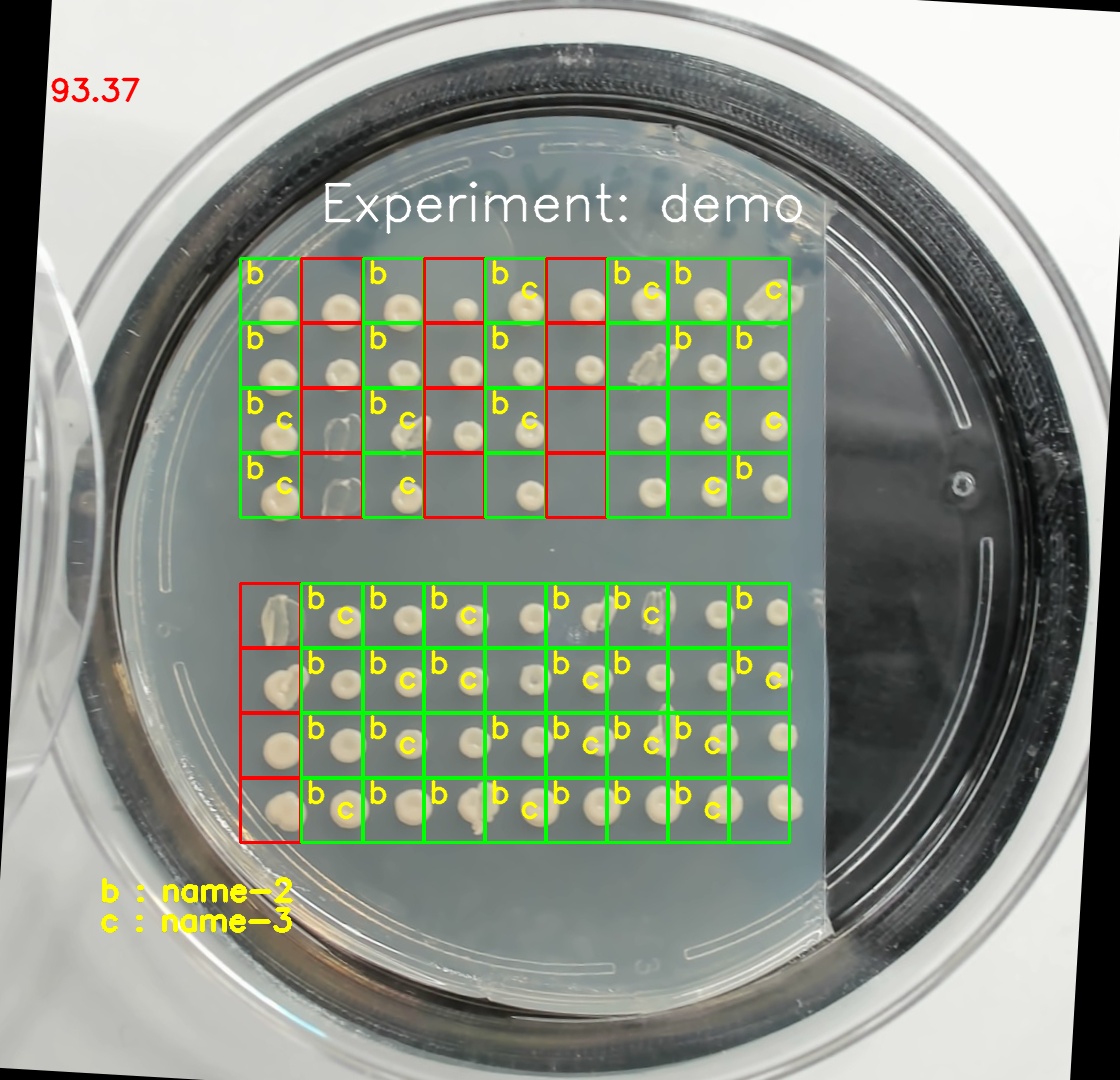 93.37
Experiment: demo
b b b c b c b c
b b b b b
b c b c b c c c
b c c c b
b c b b c b b c b
b b c b c b c b b c
b b c b b c b c b c
b c b b b c b b b c
b : name-2
c : name-3